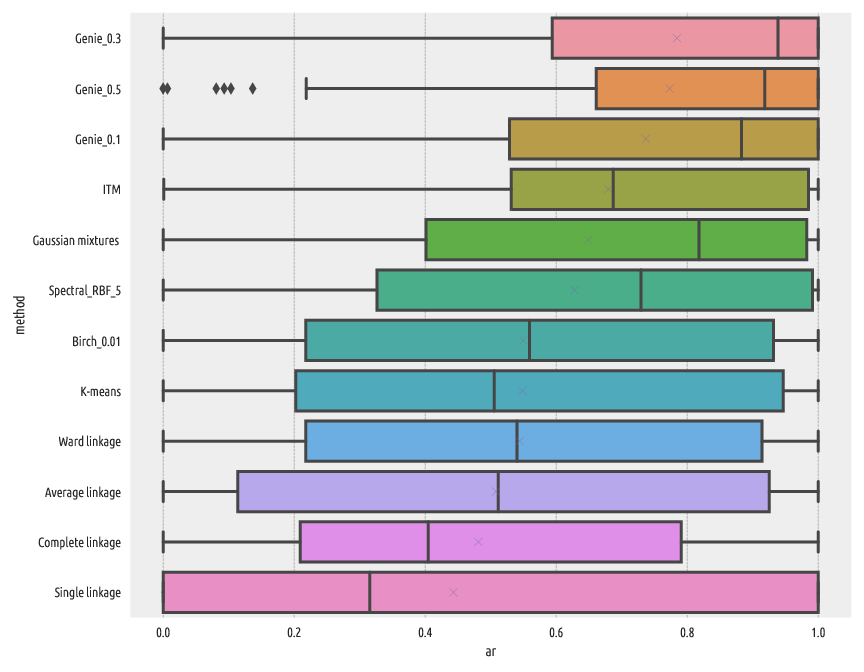 Genie_0.3
Genie_0.5
Genie_0.1
ITM
Gaussian mixtures
Spectral_RBF_5
Birch_0.01
K-means
Ward linkage
Average linkage
Complete linkage
Single linkage
method
0.0 0.2 0.4 0.6 0.8 1.0
ar